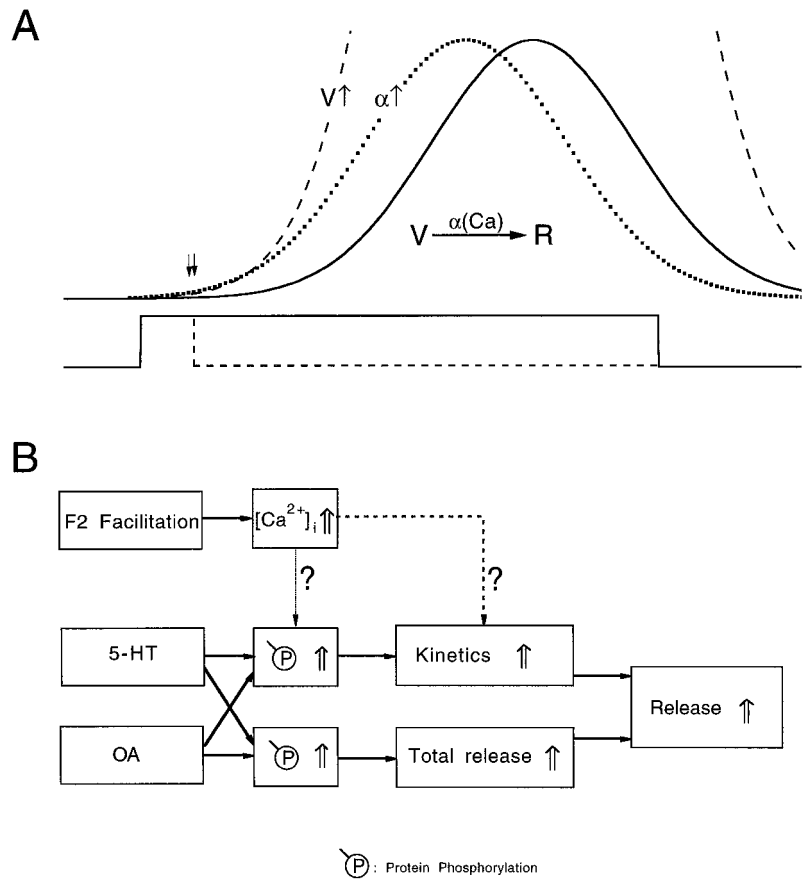 A
V↑
α↑
α(Ca)
V R
B
F2 Facilitation
[Ca²⁺]ᵢ ⇑
?
?
5-HT
P ⇑
Kinetics ⇑
Release ⇑
OA
P ⇑
Total release ⇑
P : Protein Phosphorylation